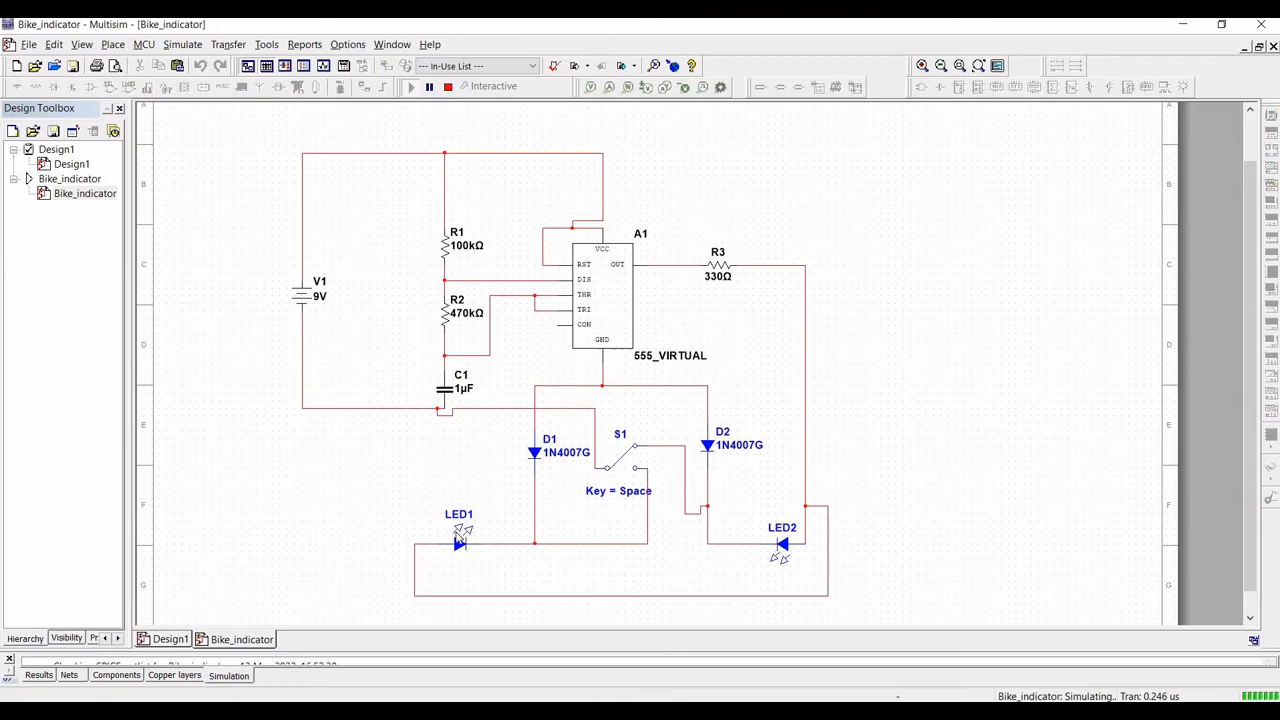 Bike_indicator - Multisim - [Bike_indicator]
File Edit View Place MCU Simulate Transfer Tools Reports Options Window Help
--- In-Use List ---
Interactive
Design Toolbox
Design1
Design1
Bike_indicator
Bike_indicator
A
B
C
D
E
F
G
A
B
C
D
E
F
G
V1
9V
R1
100kΩ
R2
470kΩ
C1
1µF
A1
VCC
RST OUT
DIS
THR
TRI
CON
GND
555_VIRTUAL
R3
330Ω
D1
1N4007G
S1
Key = Space
D2
1N4007G
LED1
LED2
Hierarchy Visibility Pr
Design1 Bike_indicator
Results Nets Components Copper layers Simulation
- Bike_indicator: Simulating.. Tran: 0.246 us